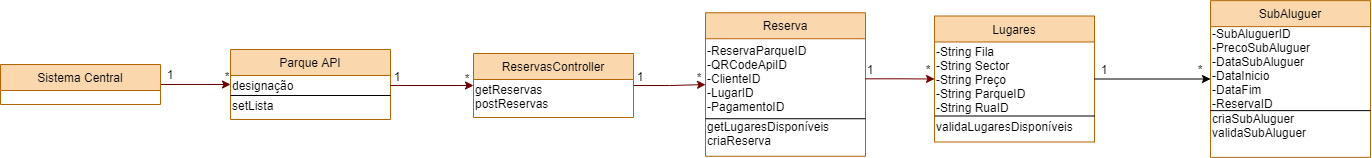 Sistema Central
1
*
Parque API
designação
setLista
1
*
ReservasController
getReservas
postReservas
1
*
Reserva
-ReservaParqueID
-QRCodeApiID
-ClienteID
-LugarID
-PagamentoID
getLugaresDisponíveis
criaReserva
1
*
Lugares
-String Fila
-String Sector
-String Preço
-String ParqueID
-String RuaID
validaLugaresDisponíveis
1
*
SubAluguer
-SubAluguerID
-PrecoSubAluguer
-DataSubAluguer
-DataInicio
-DataFim
-ReservaID
criaSubAluguer
validaSubAluguer